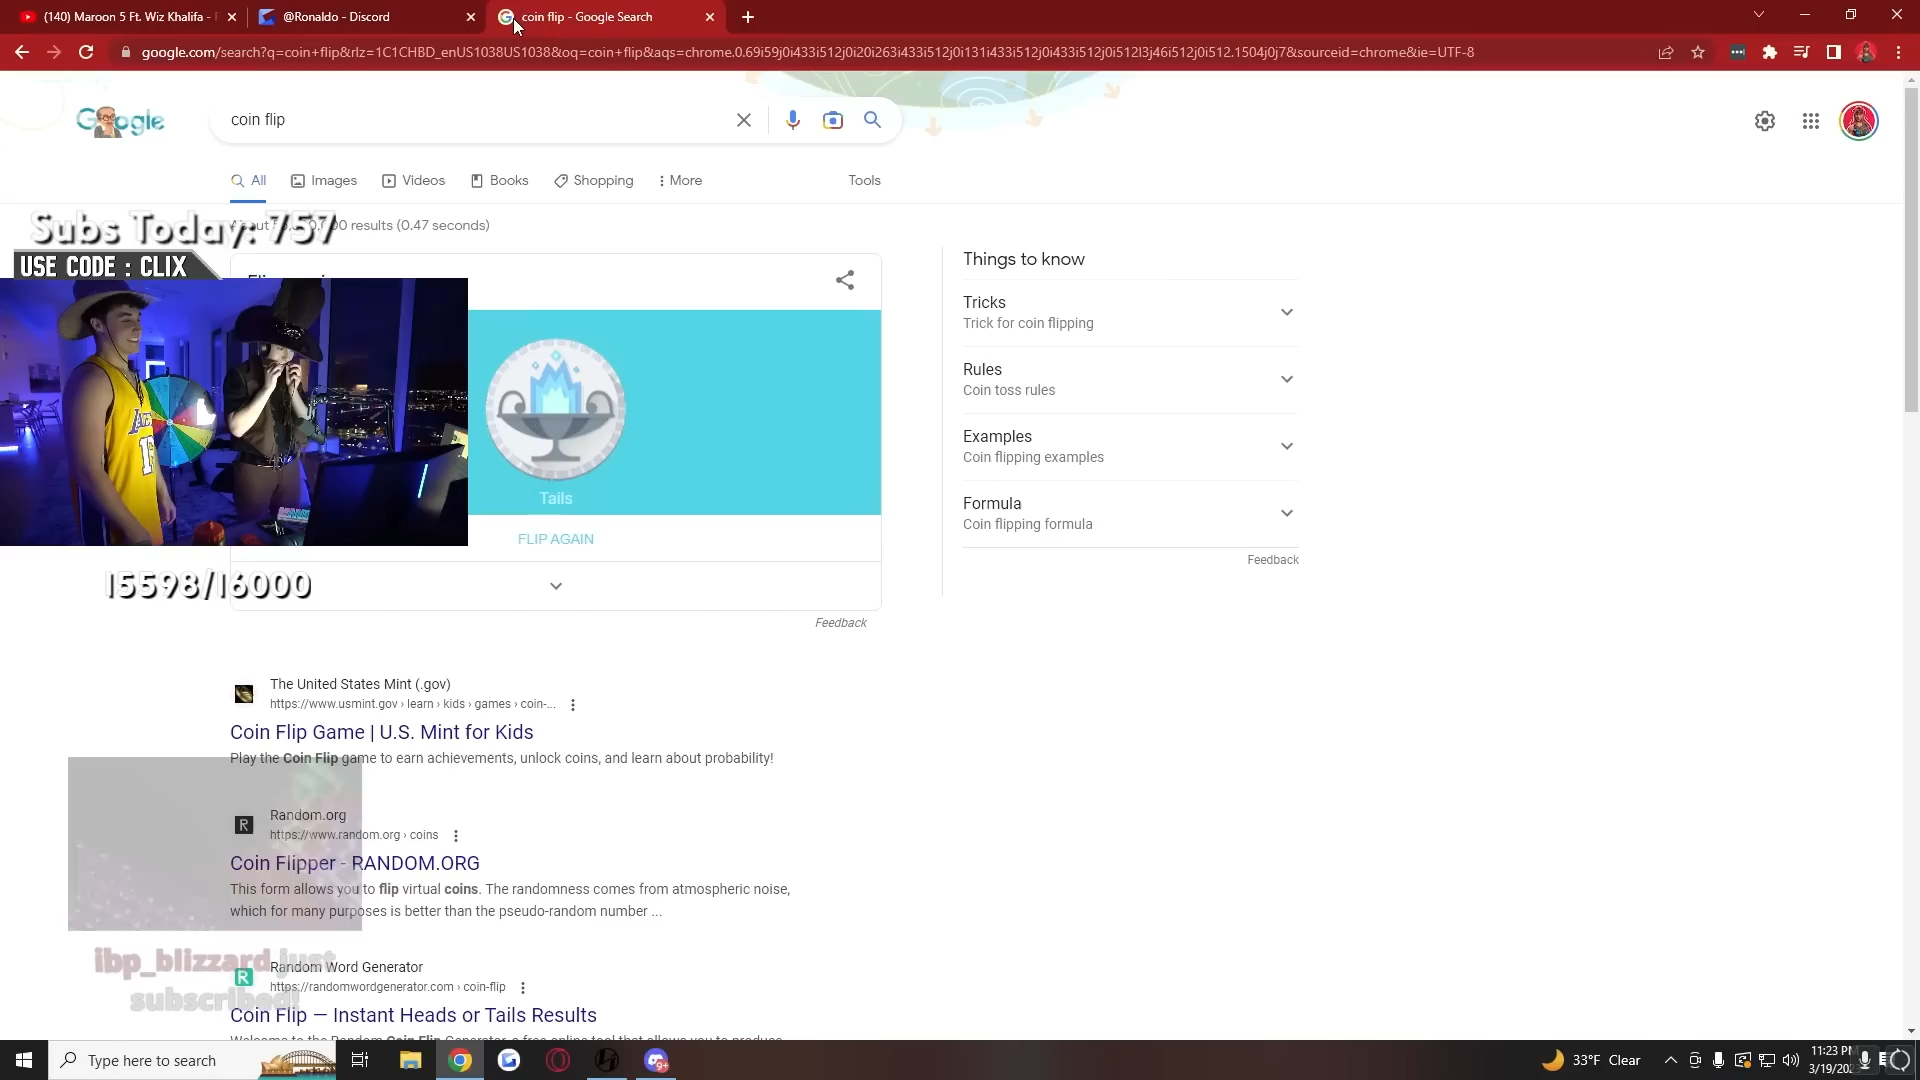 (140) Maroon 5 Ft. Wiz Khalifa -
@Ronaldo - Discord
coin flip - Google Search
google.com/search?q=coin+flip&rlz=1C1CHBD_enUS1038US1038&oq=coin+flip&aqs=chrome.0.69i59j0i433i512j0i20i263i433i512j0i131i433i512j0i433i512j0i512l3j46i512j0i512.1504j0j7&sourceid=chrome&ie=UTF-8
Google
coin flip
All
Images
Videos
Books
Shopping
More
Tools
results (0.47 seconds)
Subs Today: 757
USE CODE : CLIX
Tails
FLIP AGAIN
15598/16000
Feedback
Things to know
Tricks
Trick for coin flipping
Rules
Coin toss rules
Examples
Coin flipping examples
Formula
Coin flipping formula
Feedback
The United States Mint (.gov)
https://www.usmint.gov › learn › kids › games › coin-...
Coin Flip Game | U.S. Mint for Kids
Play the Coin Flip game to earn achievements, unlock coins, and learn about probability!
Random.org
https://www.random.org › coins
Coin Flipper - RANDOM.ORG
This form allows you to flip virtual coins. The randomness comes from atmospheric noise,
which for many purposes is better than the pseudo-random number ...
ibp_blizzard just
subscribed!
Random Word Generator
https://randomwordgenerator.com › coin-flip
Coin Flip — Instant Heads or Tails Results
Type here to search
9+
33°F Clear
11:23 PM